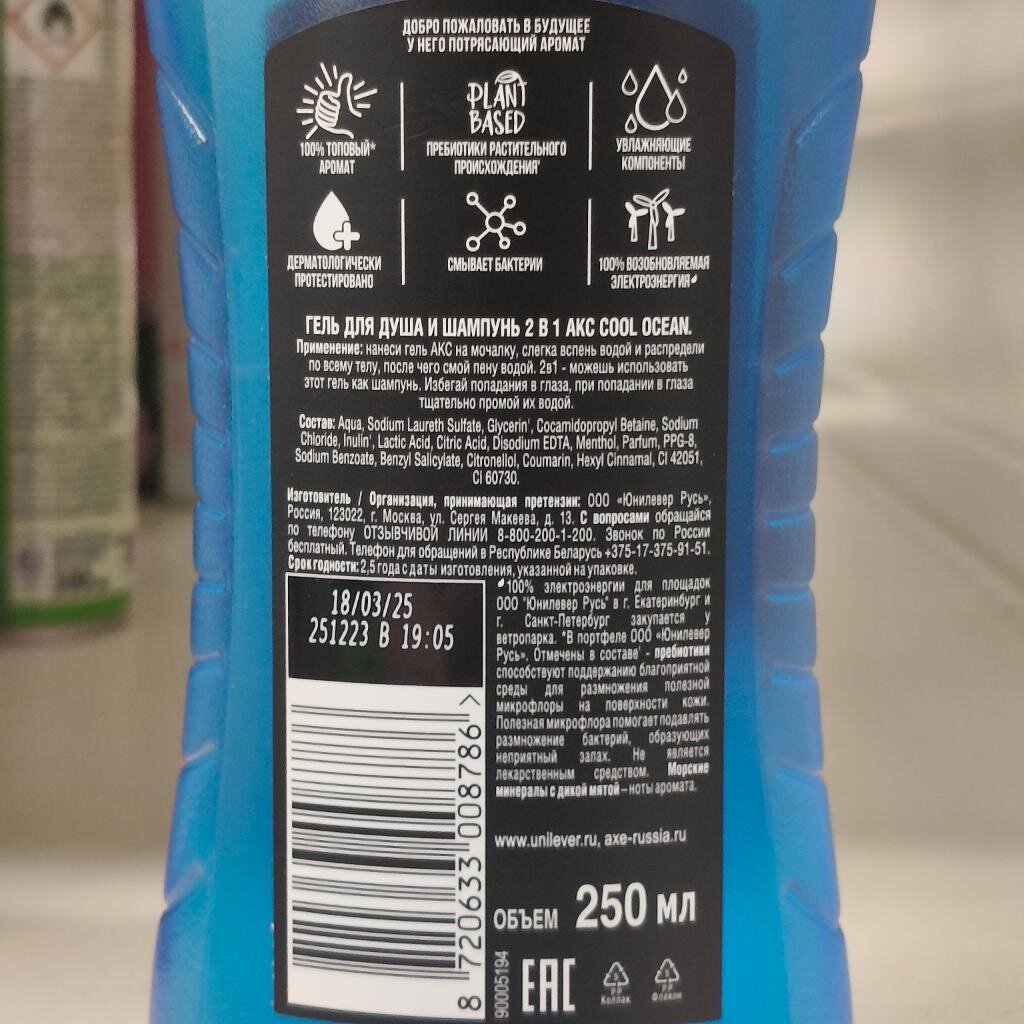 ДОБРО ПОЖАЛОВАТЬ В БУДУЩЕЕ
У НЕГО ПОТРЯСАЮЩИЙ АРОМАТ
100% ТОПОВЫЙ*
АРОМАТ
PLANT
BASED
ПРЕБИОТИКИ РАСТИТЕЛЬНОГО
ПРОИСХОЖДЕНИЯ'
УВЛАЖНЯЮЩИЕ
КОМПОНЕНТЫ
ДЕРМАТОЛОГИЧЕСКИ
ПРОТЕСТИРОВАНО
СМЫВАЕТ БАКТЕРИИ
100% ВОЗОБНОВЛЯЕМАЯ
ЭЛЕКТРОЭНЕРГИЯ
ГЕЛЬ ДЛЯ ДУША И ШАМПУНЬ 2 В 1 АКС COOL OCEAN.
Применение: нанеси гель АКС на мочалку, слегка вспень водой и распредели
по всему телу, после чего смой пену водой. 2в1 - можешь использовать
этот гель как шампунь. Избегай попадания в глаза, при попадании в глаза
тщательно промой их водой.
Состав: Aqua, Sodium Laureth Sulfate, Glycerin', Cocamidopropyl Betaine, Sodium
Chloride, Inulin', Lactic Acid, Citric Acid, Disodium EDTA, Menthol, Parfum, PPG-8,
Sodium Benzoate, Benzyl Salicylate, Citronellol, Coumarin, Hexyl Cinnamal, CI 42051,
CI 60730.
Изготовитель / Организация, принимающая претензии: ООО «Юнилевер Русь»,
Россия, 123022, г. Москва, ул. Сергея Макеева, д. 13. С вопросами обращайся
по телефону ОТЗЫВЧИВОЙ ЛИНИИ 8-800-200-1-200. Звонок по России
бесплатный. Телефон для обращений в Республике Беларусь +375-17-375-91-51.
Срок годности: 2,5 года с даты изготовления, указанной на упаковке.
18/03/25
251223 B 19:05
100% электроэнергии для площадок
ООО "Юнилевер Русь" в г. Екатеринбург и
г. Санкт-Петербург закупается у
ветропарка. *В портфеле ООО «Юнилевер
Русь». Отмечены в составе' - пребиотики
способствуют поддержанию благоприятной
среды для размножения полезной
микрофлоры на поверхности кожи.
Полезная микрофлора помогает подавлять
размножение бактерий, образующих
неприятный запах. Не является
лекарственным средством. Морские
минералы с дикой мятой – ноты аромата.
www.unilever.ru, axe-russia.ru
ОБЪЕМ 250 МЛ
8 720633 008786 >
90005194
EAC
5
PP
Колпак
5
PP
Флакон